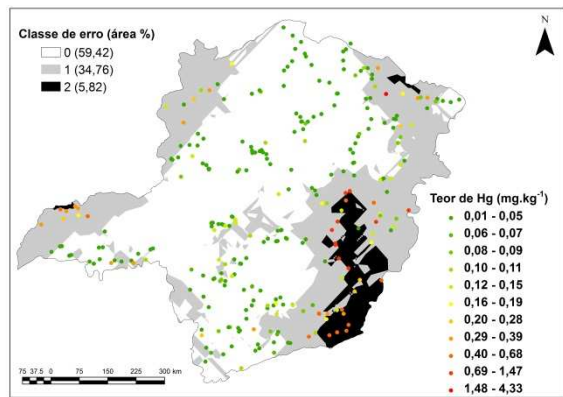 Classe de erro (área %)
0 (59,42)
1 (34,76)
2 (5,82)
N
Teor de Hg (mg.kg⁻¹)
0,01 - 0,05
0,06 - 0,07
0,08 - 0,09
0,10 - 0,11
0,12 - 0,15
0,16 - 0,19
0,20 - 0,28
0,29 - 0,39
0,40 - 0,68
0,69 - 1,47
1,48 - 4,33
75 37,5 0 75 150 225 300 km